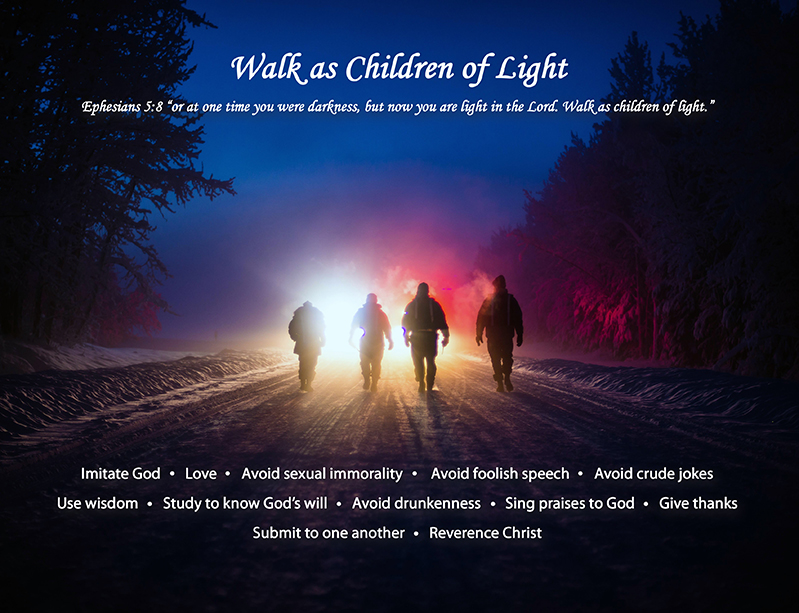 Walk as Children of Light
Ephesians 5:8 “or at one time you were darkness, but now you are light in the Lord. Walk as children of light.”
Imitate God • Love • Avoid sexual immorality • Avoid foolish speech • Avoid crude jokes
Use wisdom • Study to know God’s will • Avoid drunkenness • Sing praises to God • Give thanks
Submit to one another • Reverence Christ